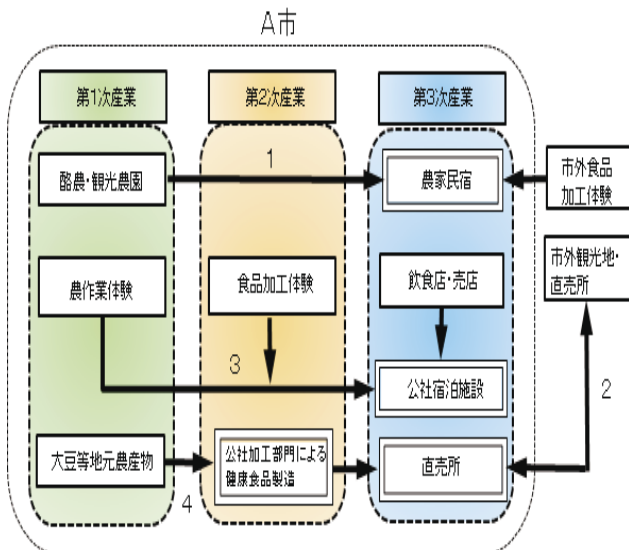 A市
第1次産業
第2次産業
第3次産業
酪農・観光農園
1
農家民宿
市外食品
加工体験
農作業体験
食品加工体験
飲食店・売店
市外観光地・
直売所
3
公社宿泊施設
2
大豆等地元農産物
4
公社加工部門による
健康食品製造
直売所